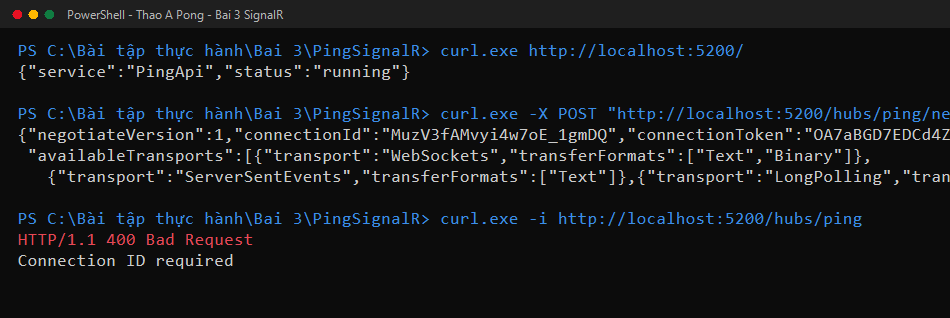 PowerShell - Thao A Pong - Bai 3 SignalR
PS C:\Bài tập thực hành\Bai 3\PingSignalR> curl.exe http://localhost:5200/
{"service":"PingApi","status":"running"}
PS C:\Bài tập thực hành\Bai 3\PingSignalR> curl.exe -X POST "http://localhost:5200/hubs/ping/ne
{"negotiateVersion":1,"connectionId":"MuzV3fAMvyi4w7oE_1gmDQ","connectionToken":"OA7aBGD7EDCd4Z
"availableTransports":[{"transport":"WebSockets","transferFormats":["Text","Binary"]},
{"transport":"ServerSentEvents","transferFormats":["Text"]},{"transport":"LongPolling","tran
PS C:\Bài tập thực hành\Bai 3\PingSignalR> curl.exe -i http://localhost:5200/hubs/ping
HTTP/1.1 400 Bad Request
Connection ID required